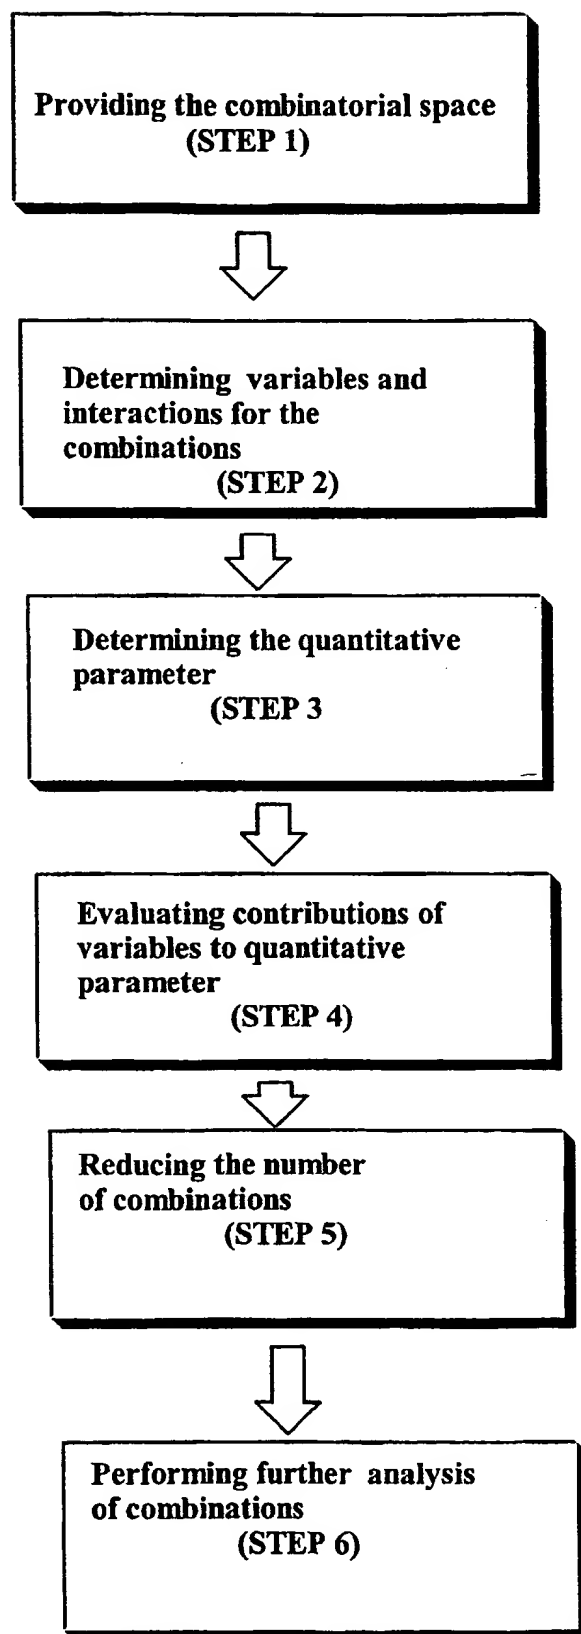 Providing the combinatorial space
(STEP 1)
Determining variables and
interactions for the
combinations
(STEP 2)
Determining the quantitative
parameter
(STEP 3
Evaluating contributions of
variables to quantitative
parameter
(STEP 4)
Reducing the number
of combinations
(STEP 5)
Performing further analysis
of combinations
(STEP 6)